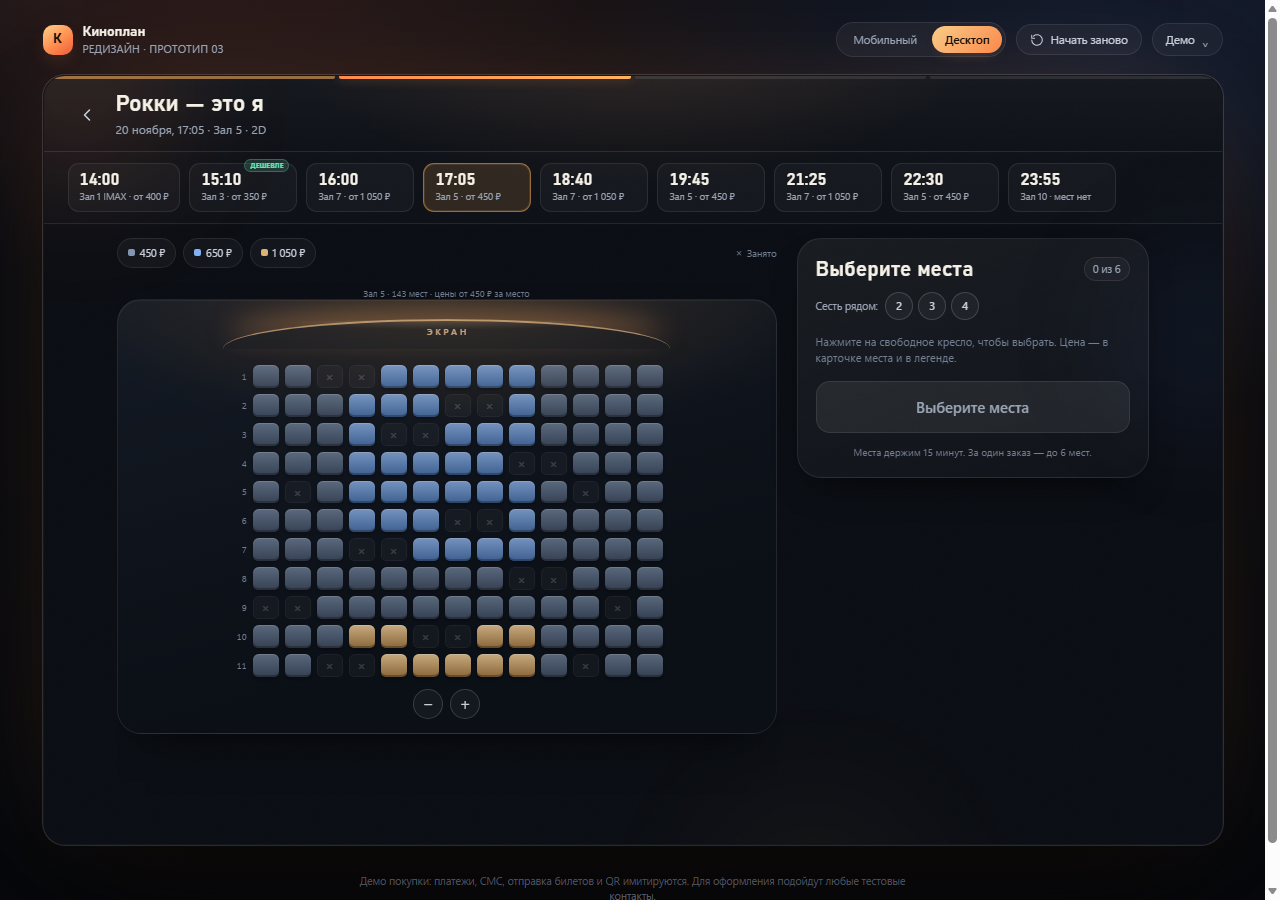 К
Киноплан
РЕДИЗАЙН · ПРОТОТИП 03
Мобильный
Десктоп
Начать заново
Демо
Рокки — это я
20 ноября, 17:05 · Зал 5 · 2D
14:00
Зал 1 IMAX · от 400 ₽
ДЕШЕВЛЕ
15:10
Зал 3 · от 350 ₽
16:00
Зал 7 · от 1 050 ₽
17:05
Зал 5 · от 450 ₽
18:40
Зал 7 · от 1 050 ₽
19:45
Зал 5 · от 450 ₽
21:25
Зал 7 · от 1 050 ₽
22:30
Зал 5 · от 450 ₽
23:55
Зал 10 · мест нет
450 ₽
650 ₽
1 050 ₽
× Занято
Зал 5 · 143 мест · цены от 450 ₽ за место
ЭКРАН
1
2
3
4
5
6
7
8
9
10
11
− +
Выберите места
0 из 6
Сесть рядом: 2 3 4
Нажмите на свободное кресло, чтобы выбрать. Цена — в
карточке места и в легенде.
Выберите места
Места держим 15 минут. За один заказ — до 6 мест.
Демо покупки: платежи, СМС, отправка билетов и QR имитируются. Для оформления подойдут любые тестовые
контакты.